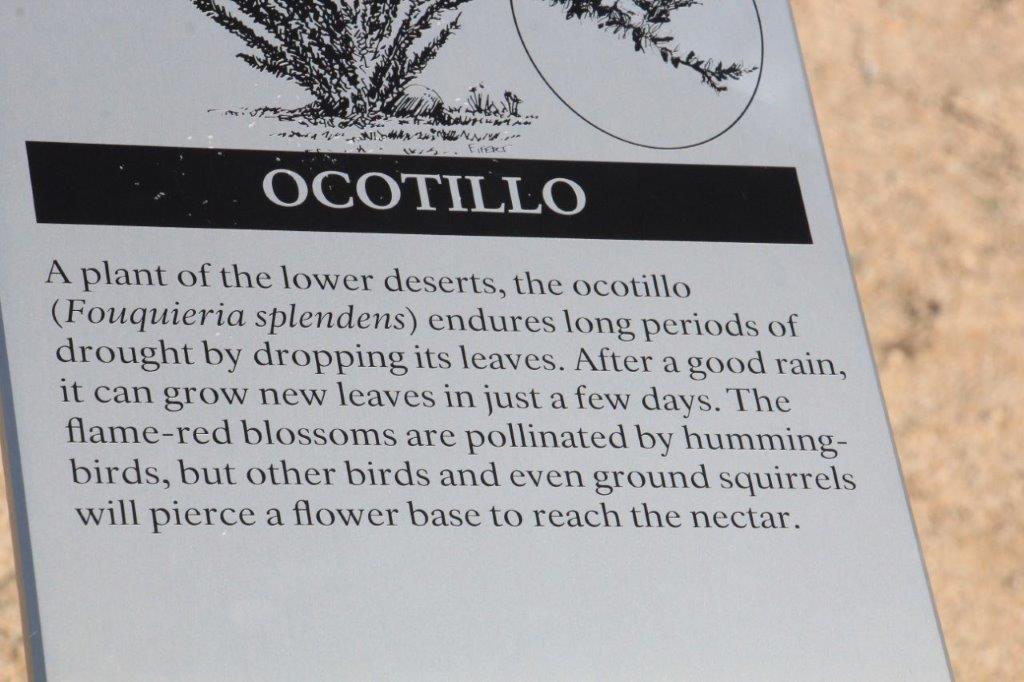 OCOTILLO
A plant of the lower deserts, the ocotillo
(Fouquieria splendens) endures long periods of
drought by dropping its leaves. After a good rain,
it can grow new leaves in just a few days. The
flame-red blossoms are pollinated by humming-
birds, but other birds and even ground squirrels
will pierce a flower base to reach the nectar.